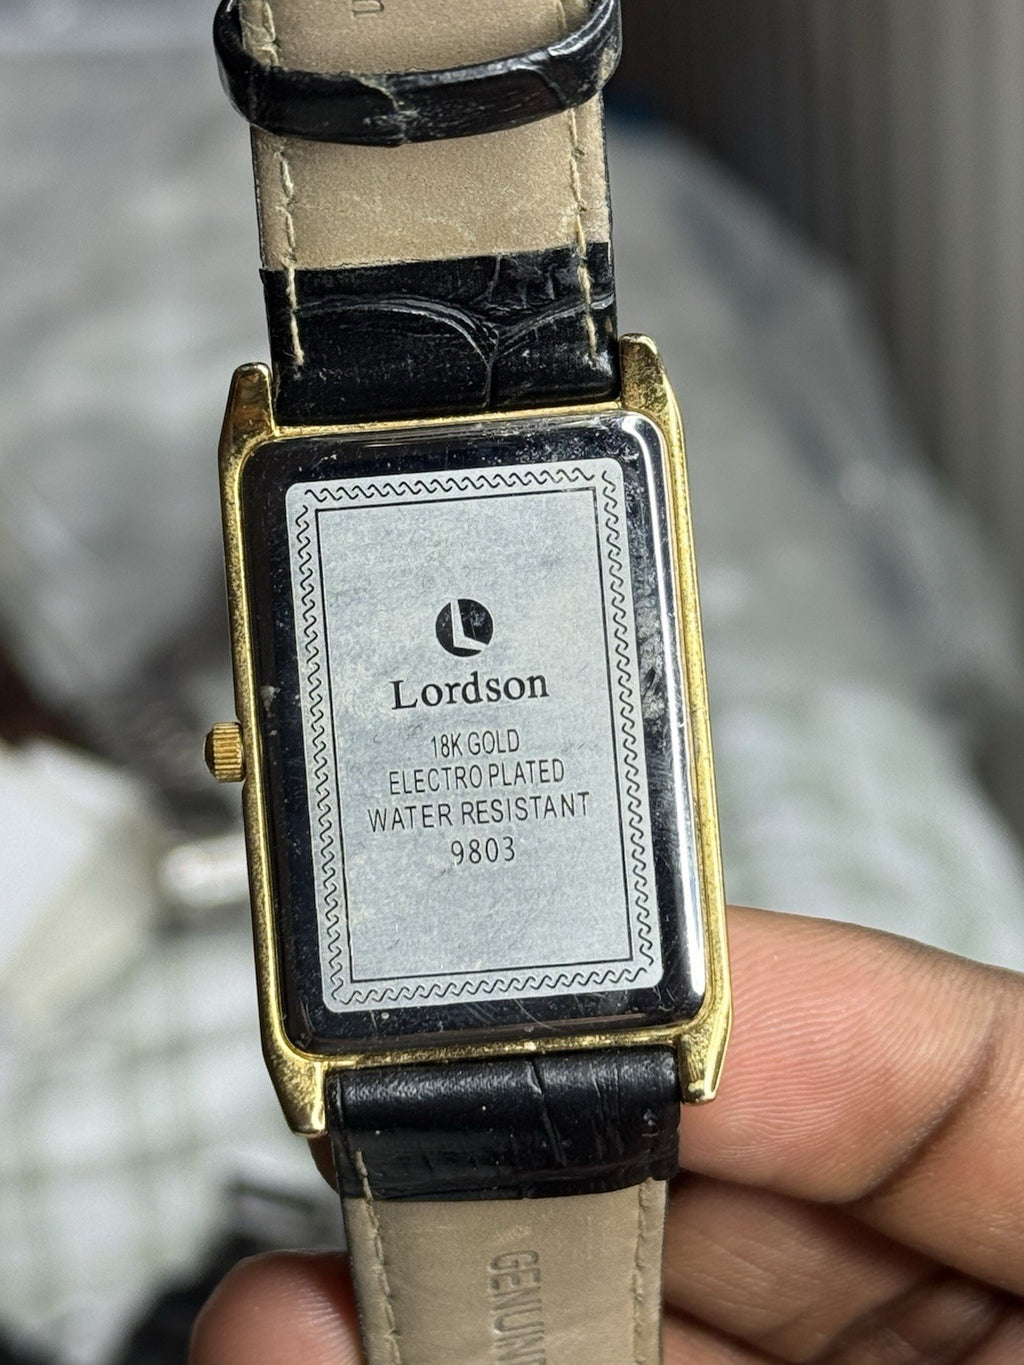 Lordson
18K GOLD
ELECTRO PLATED
WATER RESISTANT
9803